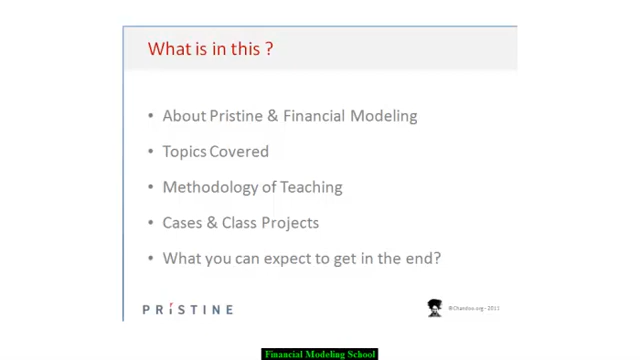 What is in this ?
• About Pristine & Financial Modeling
• Topics Covered
• Methodology of Teaching
• Cases & Class Projects
• What you can expect to get in the end?
PRISTINE
©Chandoo.org - 2011
Financial Modeling School